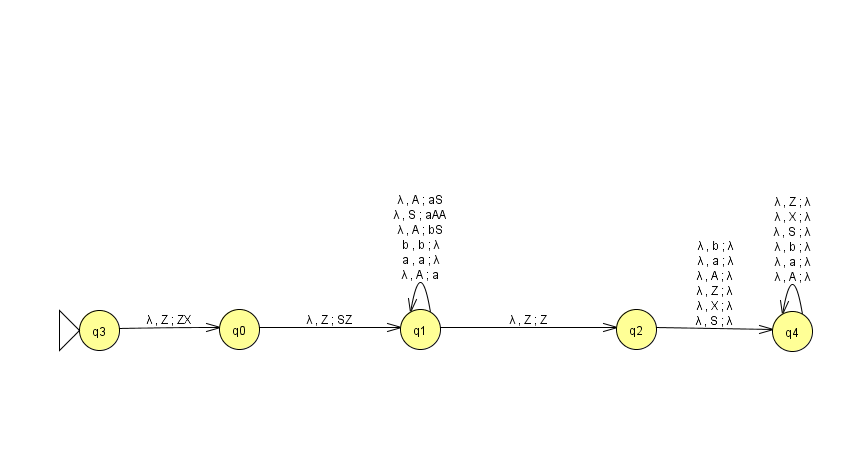 λ , A ; aS
λ , S ; aAA
λ , A ; bS
b , b ; λ
a , a ; λ
λ , A ; a
λ , Z ; λ
λ , X ; λ
λ , S ; λ
λ , b ; λ
λ , a ; λ
λ , A ; λ
λ , b ; λ
λ , a ; λ
λ , A ; λ
λ , Z ; λ
λ , X ; λ
λ , S ; λ
λ , Z ; ZX
λ , Z ; SZ
λ , Z ; Z
q3
q0
q1
q2
q4